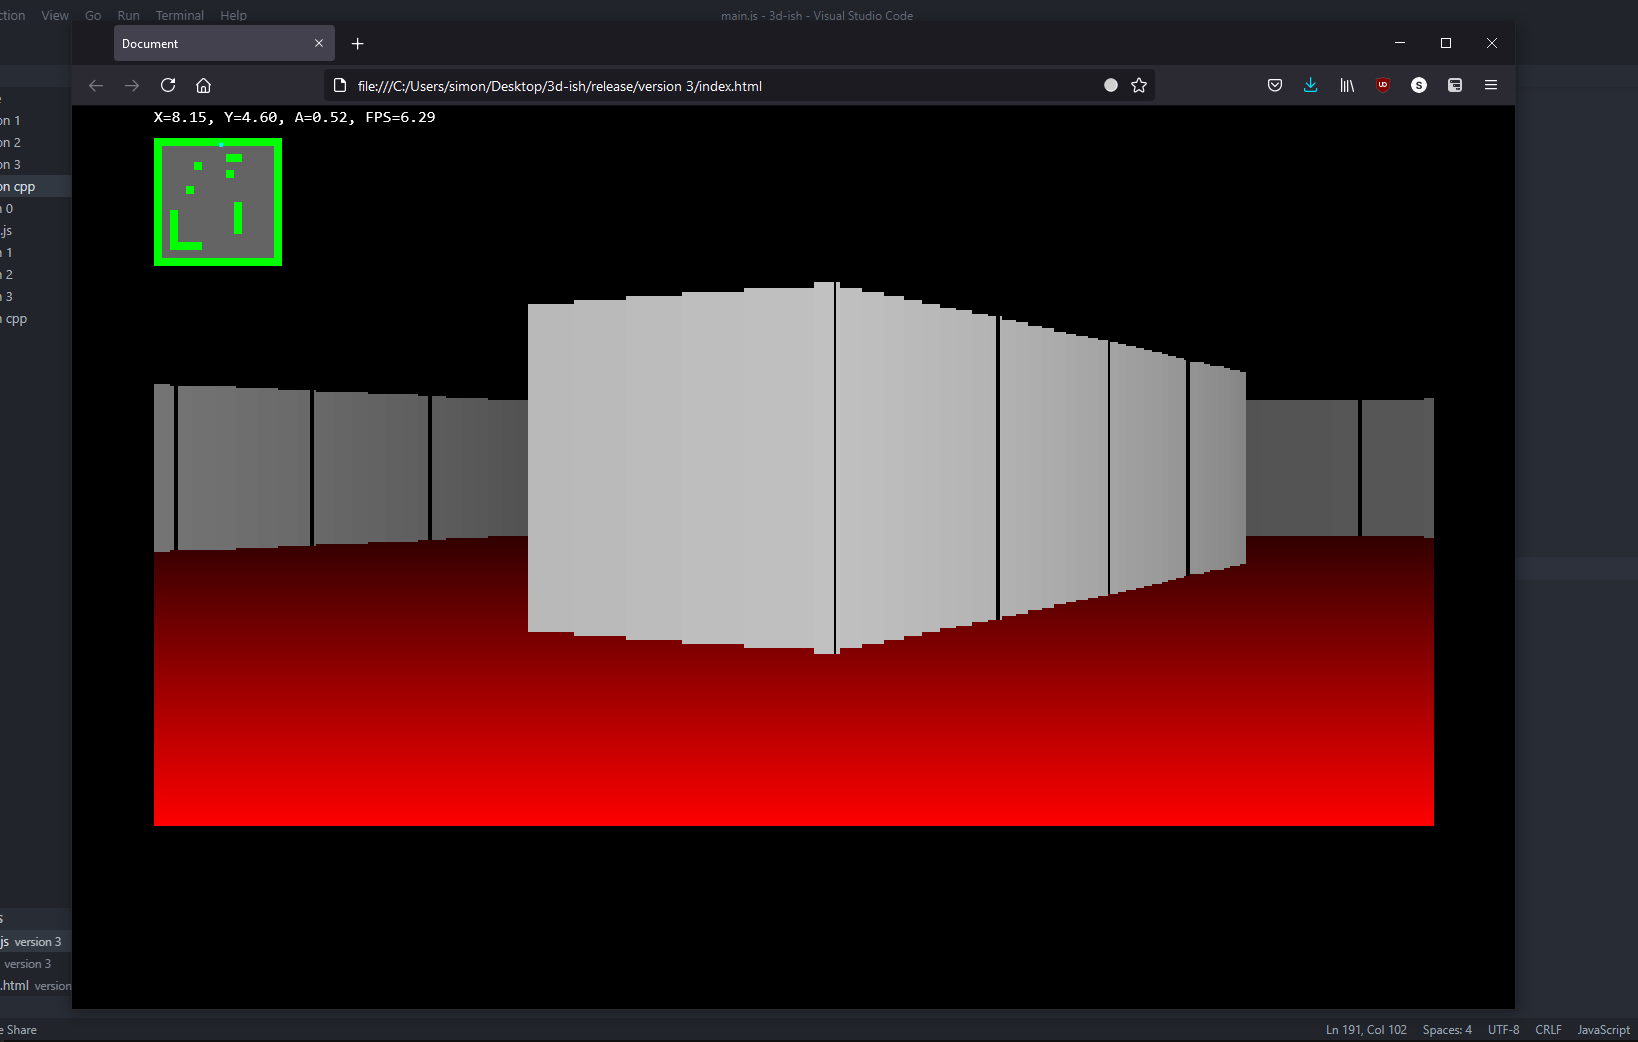 ction View Go Run Terminal Help main.js - 3d-ish - Visual Studio Code
Document
file:///C:/Users/simon/Desktop/3d-ish/release/version 3/index.html
S
X=8.15, Y=4.60, A=0.52, FPS=6.29
e
on 1
on 2
on 3
on cpp
n 0
.js
n 1
n 2
n 3
n cpp
s
js version 3
version 3
.html version
e Share Ln 191, Col 102 Spaces: 4 UTF-8 CRLF JavaScript